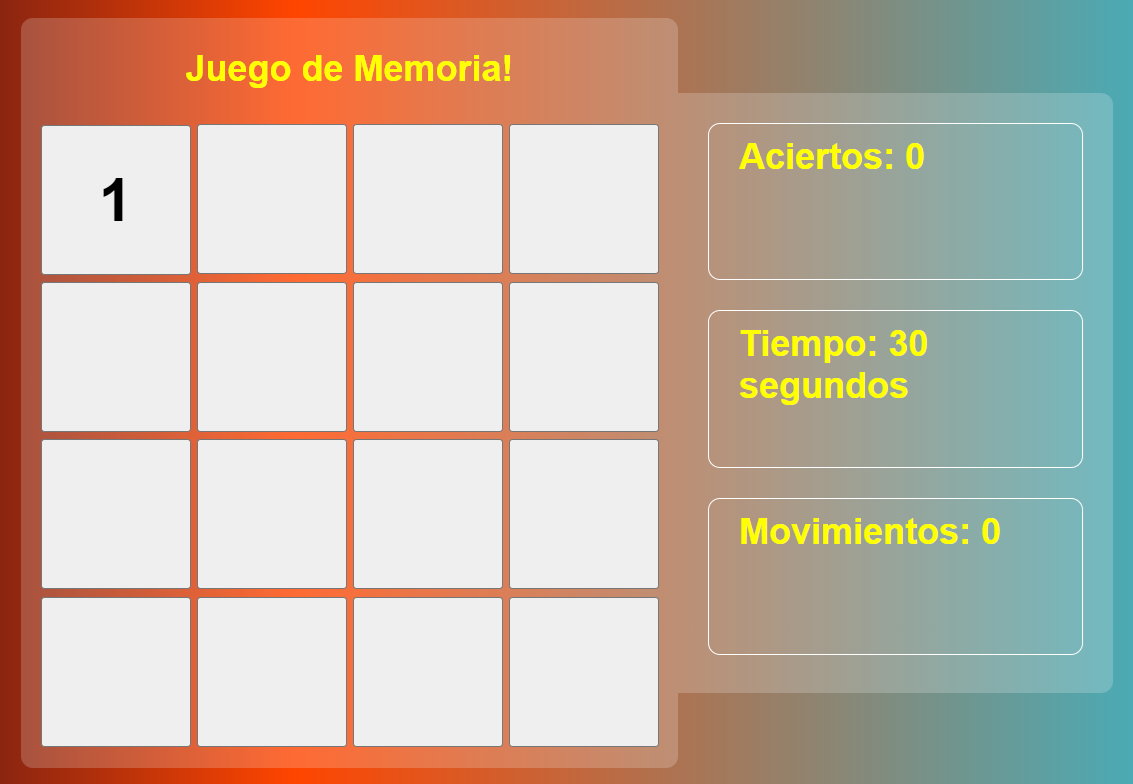 Juego de Memoria!
1
Aciertos: 0
Tiempo: 30
segundos
Movimientos: 0